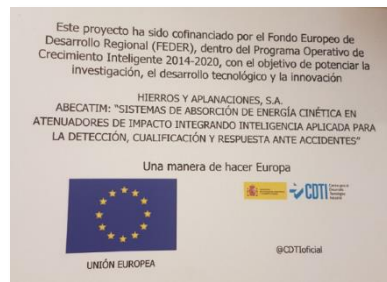 Este proyecto ha sido cofinanciado por el Fondo Europeo de
Desarrollo Regional (FEDER), dentro del Programa Operativo de
Crecimiento Inteligente 2014-2020, con el objetivo de potenciar la
investigación, el desarrollo tecnológico y la innovación
HIERROS Y APLANACIONES, S.A.
ABECATIM: "SISTEMAS DE ABSORCIÓN DE ENERGÍA CINÉTICA EN
ATENUADORES DE IMPACTO INTEGRANDO INTELIGENCIA APLICADA PARA
LA DETECCIÓN, CUALIFICACIÓN Y RESPUESTA ANTE ACCIDENTES"
Una manera de hacer Europa
CDTI
UNIÓN EUROPEA
@CDTIoficial